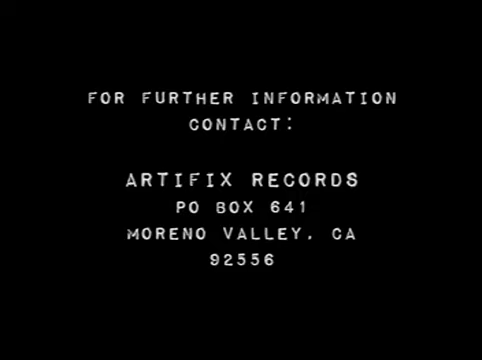 FOR FURTHER INFORMATION
CONTACT:
ARTIFIX RECORDS
PO BOX 641
MORENO VALLEY, CA
92556